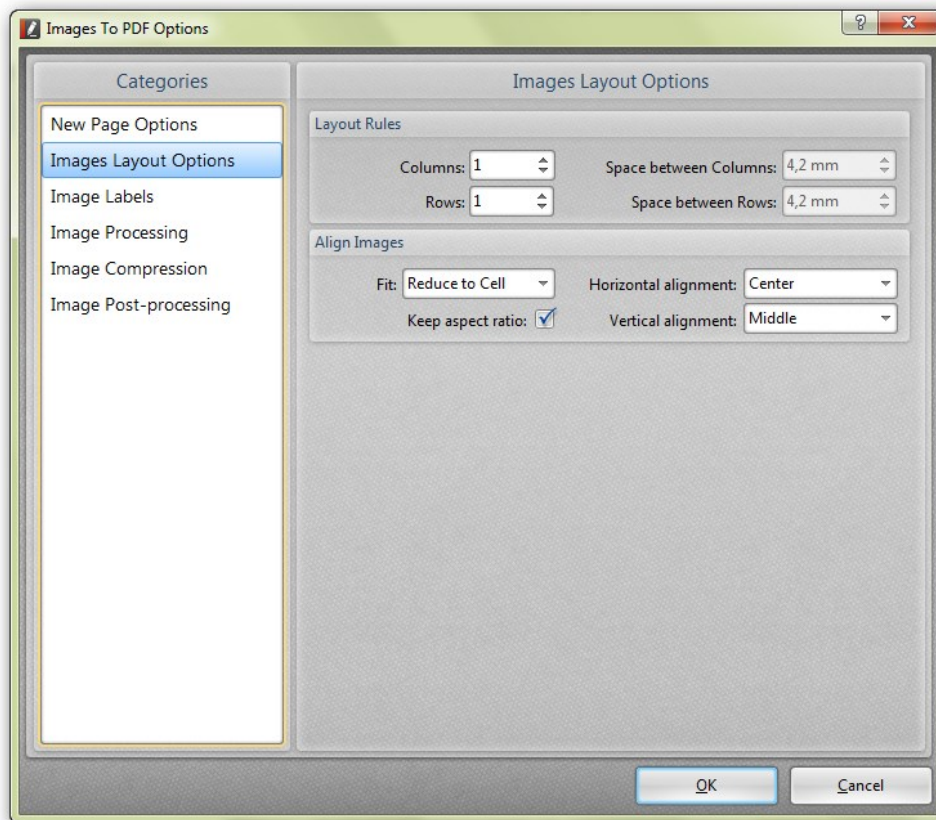 Images To PDF Options
?
Categories
New Page Options
Images Layout Options
Image Labels
Image Processing
Image Compression
Image Post-processing
Images Layout Options
Layout Rules
Columns: 1 Space between Columns: 4,2 mm
Rows: 1 Space between Rows: 4,2 mm
Align Images
Fit: Reduce to Cell Horizontal alignment: Center
Keep aspect ratio: Vertical alignment: Middle
OK Cancel